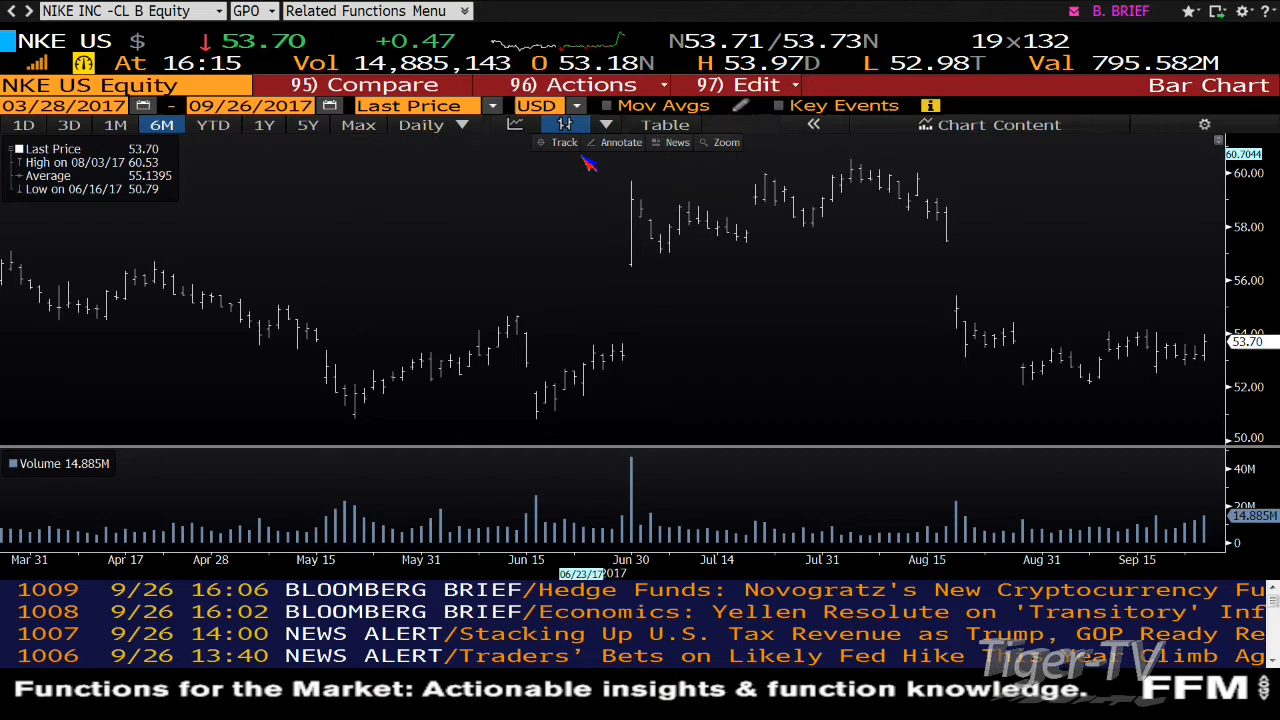 NIKE INC -CL B Equity GPO Related Functions Menu B. BRIEF ?
NKE US $ ↓ 53.70 +0.47 N53.71/53.73N 19×132
At 16:15 Vol 14,885,143 O 53.18N H 53.97D L 52.98T Val 795.582M
NKE US Equity 95) Compare 96) Actions 97) Edit Bar Chart
03/28/2017 - 09/26/2017 Last Price USD Mov Avgs Key Events i
1D 3D 1M 6M YTD 1Y 5Y Max Daily Table « Chart Content
Track Annotate News Zoom
Last Price 53.70
High on 08/03/17 60.53
Average 55.1395
Low on 06/16/17 50.79
60.7044
60.00
58.00
56.00
54.00
53.70
52.00
50.00
Volume 14.885M
40M
20M
14.885M
0
Mar 31 Apr 17 Apr 28 May 15 May 31 Jun 15 Jun 30 Jul 14 Jul 31 Aug 15 Aug 31 Sep 15
06/23/17 2017
1009 9/26 16:06 BLOOMBERG BRIEF/Hedge Funds: Novogratz's New Cryptocurrency Fu
1008 9/26 16:02 BLOOMBERG BRIEF/Economics: Yellen Resolute on 'Transitory' Inf
1007 9/26 14:00 NEWS ALERT/Stacking Up U.S. Tax Revenue as Trump, GOP Ready Re
1006 9/26 13:40 NEWS ALERT/Traders' Bets on Likely Fed Hike This Year Climb Ag
Tiger-TV
Functions for the Market: Actionable insights & function knowledge. FFM